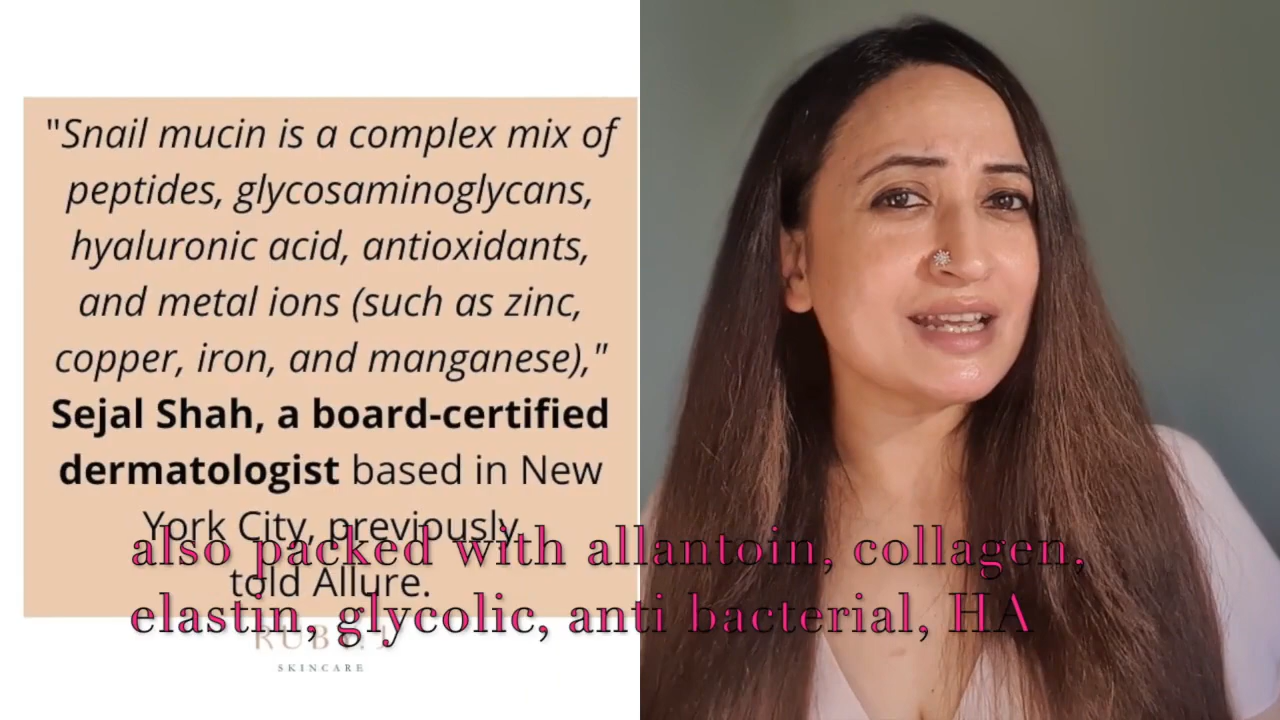 "Snail mucin is a complex mix of
peptides, glycosaminoglycans,
hyaluronic acid, antioxidants,
and metal ions (such as zinc,
copper, iron, and manganese),"
Sejal Shah, a board-certified
dermatologist based in New
York City, previously
told Allure.
also packed with allantoin, collagen,
elastin, glycolic, anti bacterial, HA
SKINCARE